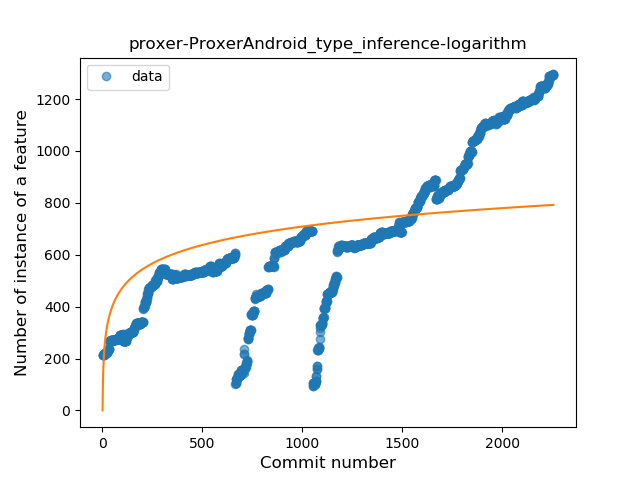 proxer-ProxerAndroid_type_inference-logarithm
data
Number of instance of a feature
1200
1000
800
600
400
200
0
0 500 1000 1500 2000
Commit number